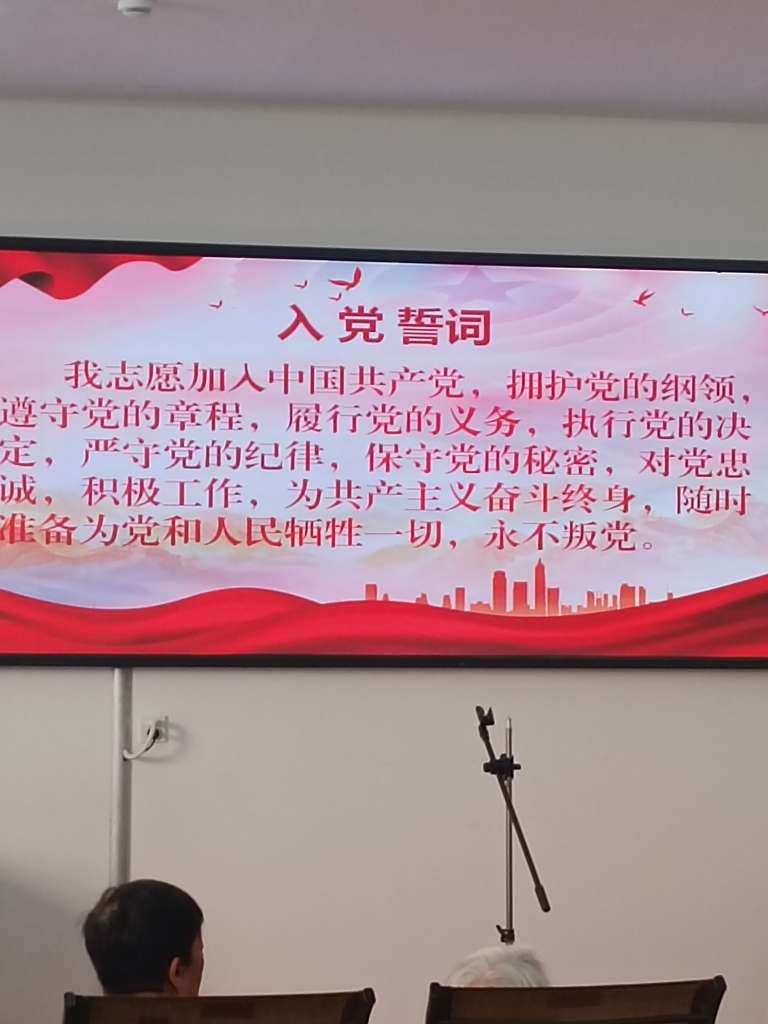 入党誓词
我志愿加入中国共产党，拥护党的纲领，
遵守党的章程，履行党的义务，执行党的决
定，严守党的纪律，保守党的秘密，对党忠
诚，积极工作，为共产主义奋斗终身，随时
准备为党和人民牺牲一切，永不叛党。